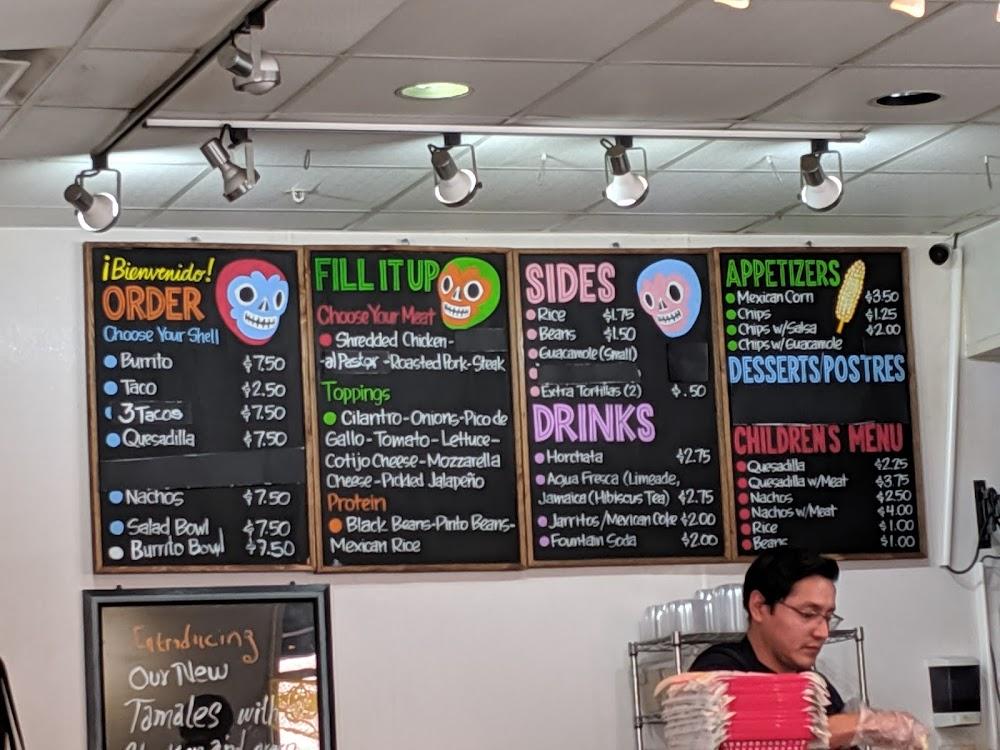 ¡Bienvenido!
ORDER
Choose Your Shell
Burrito $7.50
Taco $2.50
3 Tacos $7.50
Quesadilla $7.50
Nachos $7.50
Salad Bowl $7.50
Burrito Bowl $7.50
FILL IT UP
Choose Your Meat
Shredded Chicken-
al Pastor -Roasted Pork-Steak
Toppings
Cilantro-Onions-Pico de
Gallo-Tomato-Lettuce-
Cotijo Cheese-Mozzarella
Cheese-Pickled Jalapeño
Protein
Black Beans-Pinto Beans-
Mexican Rice
SIDES
Rice $1.75
Beans $1.50
Guacamole (Small)
Extra Tortillas (2) $.50
DRINKS
Horchata $2.75
Agua Fresca (Limeade,
Jamaica (Hibiscus Tea) $2.75
Jarritos/Mexican Coke $2.00
Fountain Soda $2.00
APPETIZERS
Mexican Corn $3.50
Chips $1.25
Chips w/Salsa $2.00
Chips w/Guacamole
DESSERTS/POSTRES
CHILDREN'S MENU
Quesadilla $2.75
Quesadilla w/Meat $3.75
Nachos $2.50
Nachos w/Meat $4.00
Rice $1.00
Beans $1.00
Introducing
Our New
Tamales with